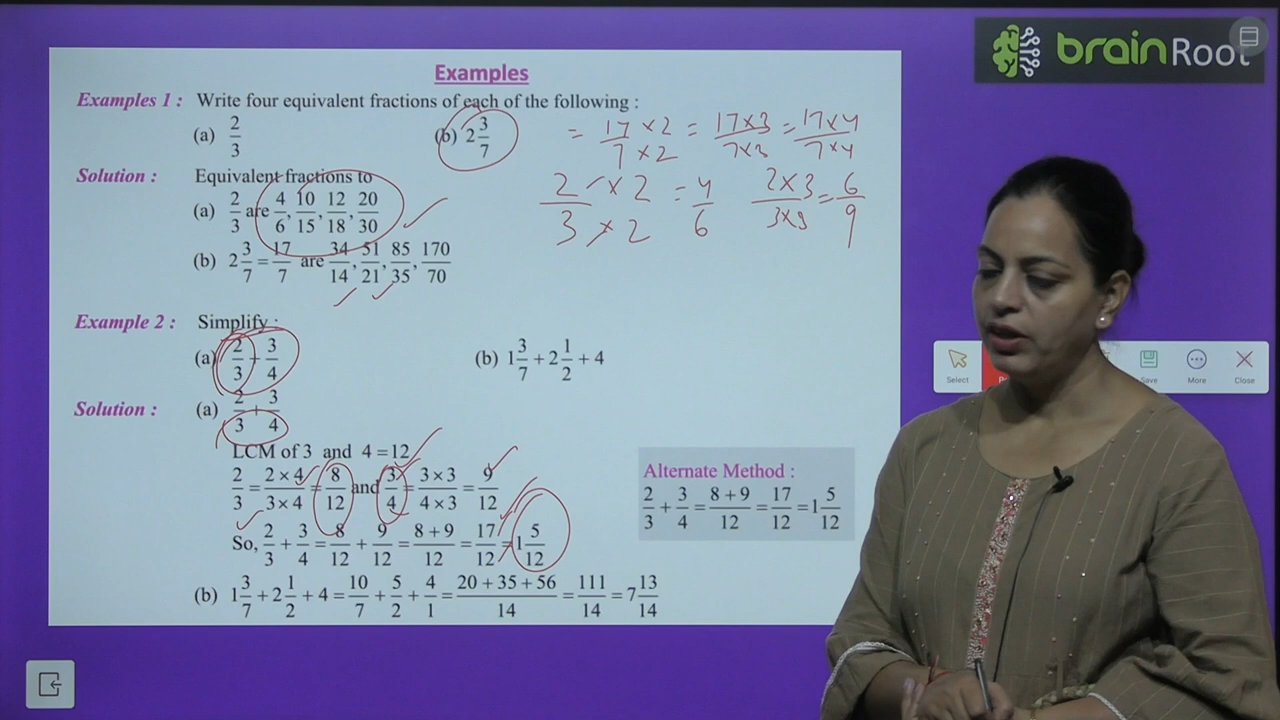 brainRoot
Examples
Examples 1 : Write four equivalent fractions of each of the following :
(a) 2/3 (b) 2 3/7
= 17×2/7×2 = 17×3/7×3 = 17×4/7×4
Solution : Equivalent fractions to
(a) 2/3 are 4/6, 10/15, 12/18, 20/30
2×2/3×2 = 4/6 2×3/3×3 = 6/9
(b) 2 3/7 = 17/7 are 34/14, 51/21, 85/35, 170/70
Example 2 : Simplify :
(a) 2/3 + 3/4 (b) 1 3/7 + 2 1/2 + 4
Solution : (a) 2/3 + 3/4
LCM of 3 and 4 = 12
2/3 = 2 × 4/3 × 4 = 8/12 and 3/4 = 3 × 3/4 × 3 = 9/12
So, 2/3 + 3/4 = 8/12 + 9/12 = 8 + 9/12 = 17/12 = 1 5/12
(b) 1 3/7 + 2 1/2 + 4 = 10/7 + 5/2 + 4/1 = 20 + 35 + 56/14 = 111/14 = 7 13/14
Alternate Method :
2/3 + 3/4 = 8 + 9/12 = 17/12 = 1 5/12
Select
Save
More
Close